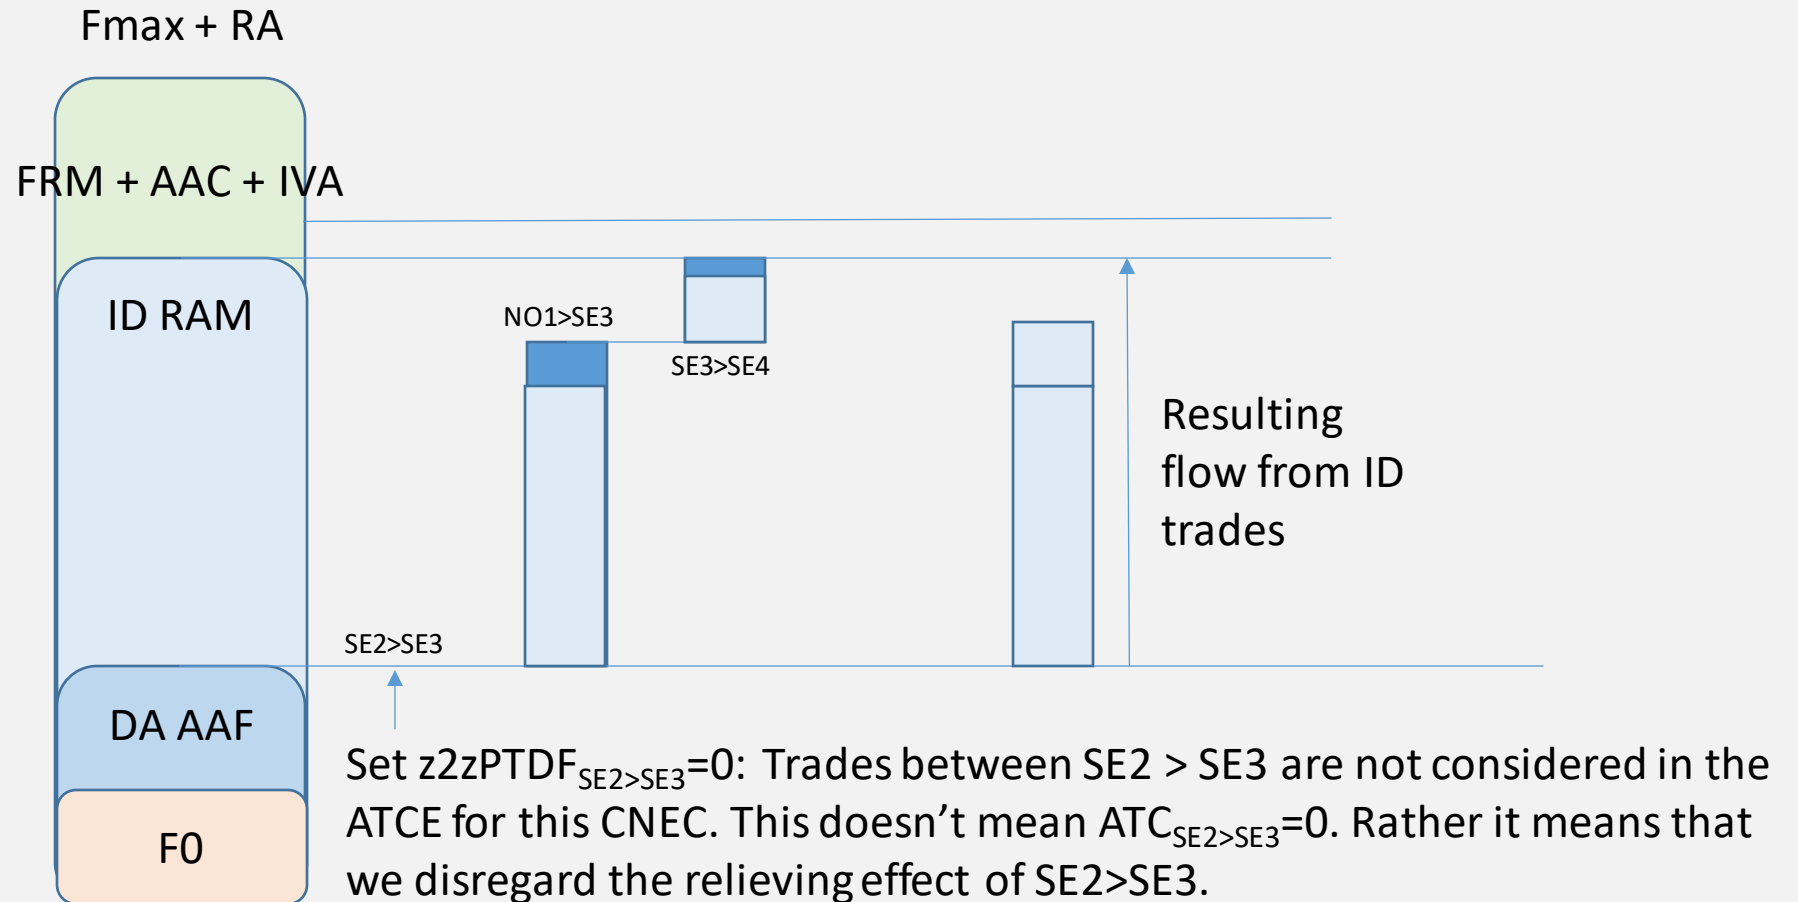 Fmax + RA
FRM + AAC + IVA
ID RAM
NO1>SE3
SE3>SE4
Resulting
flow from ID
trades
SE2>SE3
DA AAF
Set z2zPTDF_SE2>SE3=0: Trades between SE2 > SE3 are not considered in the
ATCE for this CNEC. This doesn’t mean ATC_SE2>SE3=0. Rather it means that
we disregard the relieving effect of SE2>SE3.
F0